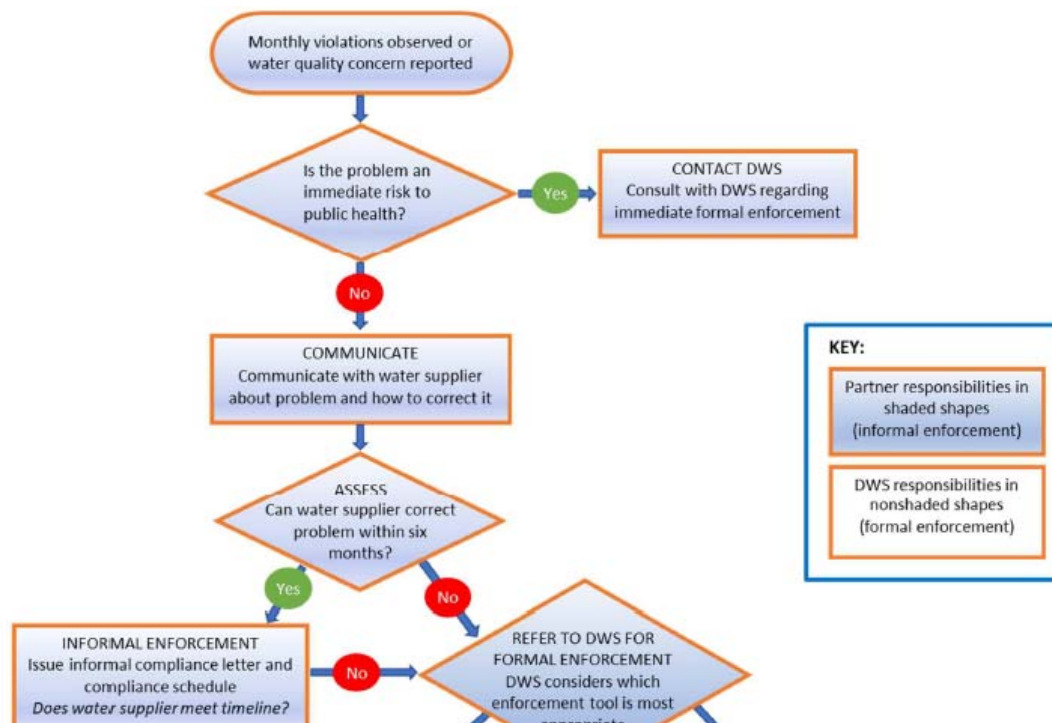 Monthly violations observed or
water quality concern reported
Is the problem an
immediate risk to
public health?
Yes
CONTACT DWS
Consult with DWS regarding
immediate formal enforcement
No
COMMUNICATE
Communicate with water supplier
about problem and how to correct it
KEY:
Partner responsibilities in
shaded shapes
(informal enforcement)
DWS responsibilities in
nonshaded shapes
(formal enforcement)
ASSESS
Can water supplier correct
problem within six
months?
Yes
No
INFORMAL ENFORCEMENT
Issue informal compliance letter and
compliance schedule
Does water supplier meet timeline?
No
REFER TO DWS FOR
FORMAL ENFORCEMENT
DWS considers which
enforcement tool is most
appropriate